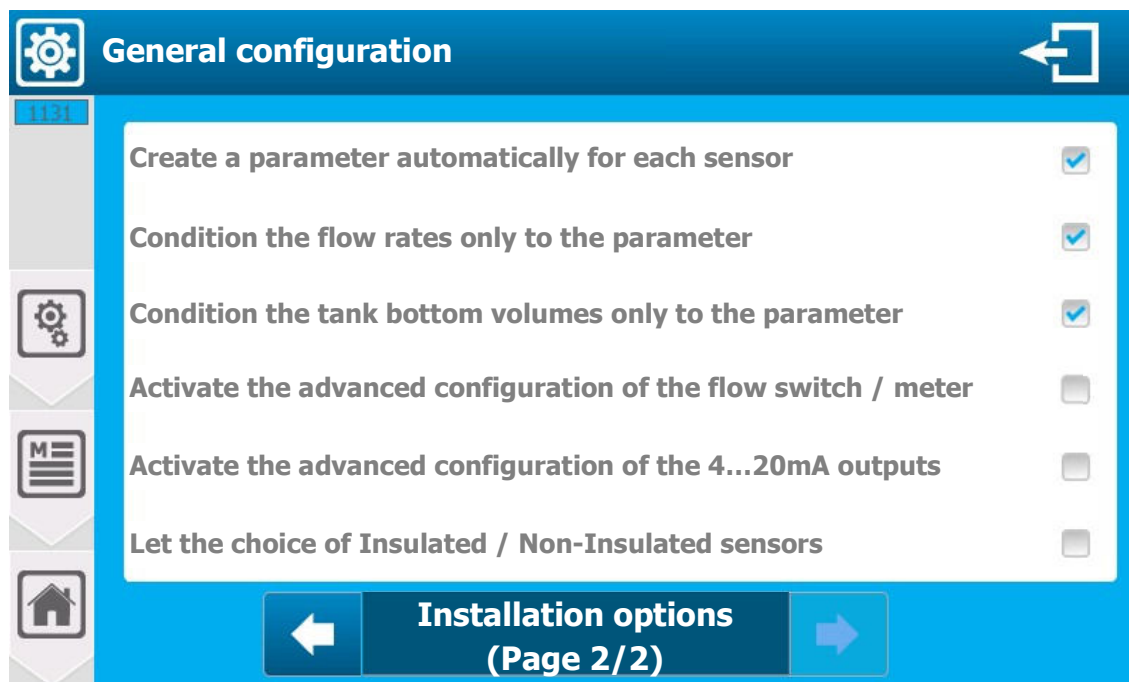 General configuration
1131
Create a parameter automatically for each sensor
Condition the flow rates only to the parameter
Condition the tank bottom volumes only to the parameter
Activate the advanced configuration of the flow switch / meter
M
Activate the advanced configuration of the 4...20mA outputs
Let the choice of Insulated / Non-Insulated sensors
Installation options
(Page 2/2)